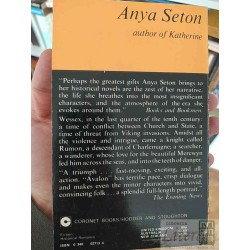 Anya Seton
author of Katherine
"Perhaps the greatest gifts Anya Seton brings to
her historical novels are the zest of her narrative,
the life she breathes into the most insignificant
characters, and the atmosphere of the era she
evokes around them." Books and Bookmen
Wessex, in the last quarter of the tenth century:
a time of conflict between Church and State, a
time of threat from Viking invasions. Amidst all
the violence and intrigue, came a knight called
Rumon, a descendant of Charlemagne; a searcher,
a wanderer, whose love for the beautiful Merewyn
led him across the seas, and into the teeth of danger.
"A triumph . . . fast-moving, exciting, and all
action. "Avalon" has terrific pace, crisp dialogue
and makes even minor characters into vivid,
convincing folk ... a splendid full-length portrait."
The Evening News
CORONET BOOKS/HODDER AND STOUGHTON